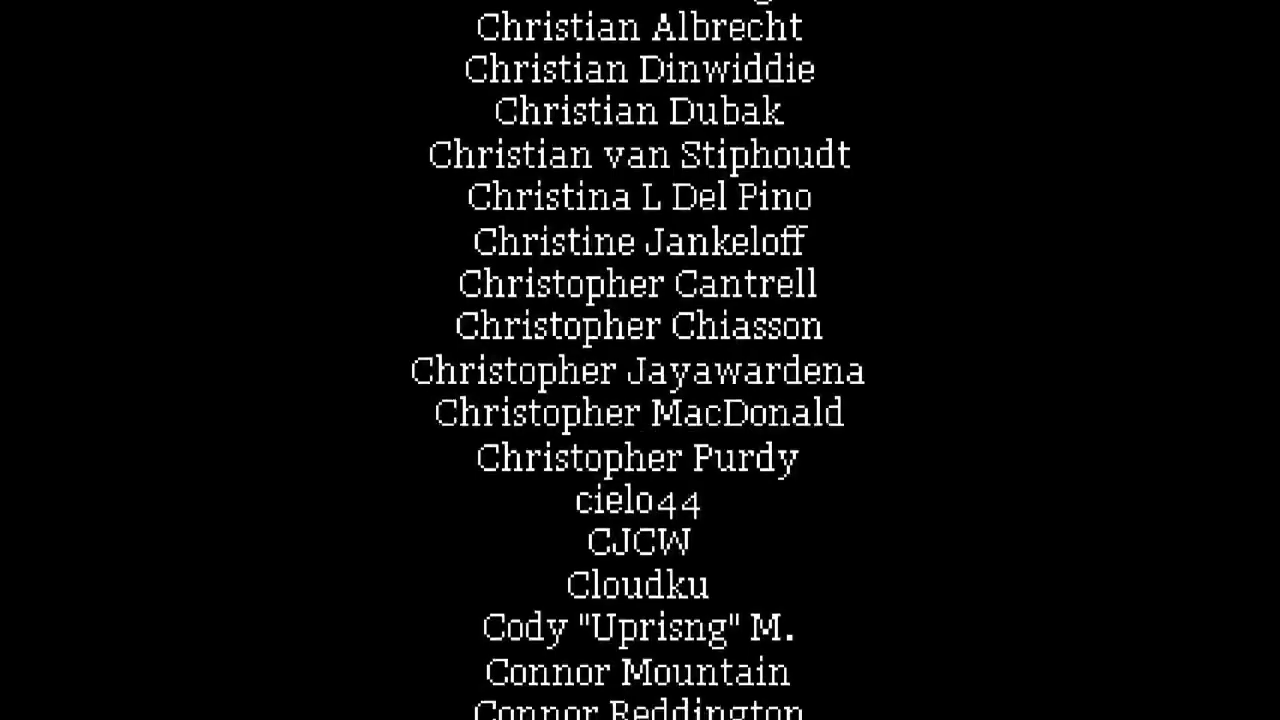 Christian Albrecht
Christian Dinwiddie
Christian Dubak
Christian van Stiphoudt
Christina L Del Pino
Christine Jankeloff
Christopher Cantrell
Christopher Chiasson
Christopher Jayawardena
Christopher MacDonald
Christopher Purdy
cielo44
CJCW
Cloudku
Cody "Uprisng" M.
Connor Mountain
Connor Reddington